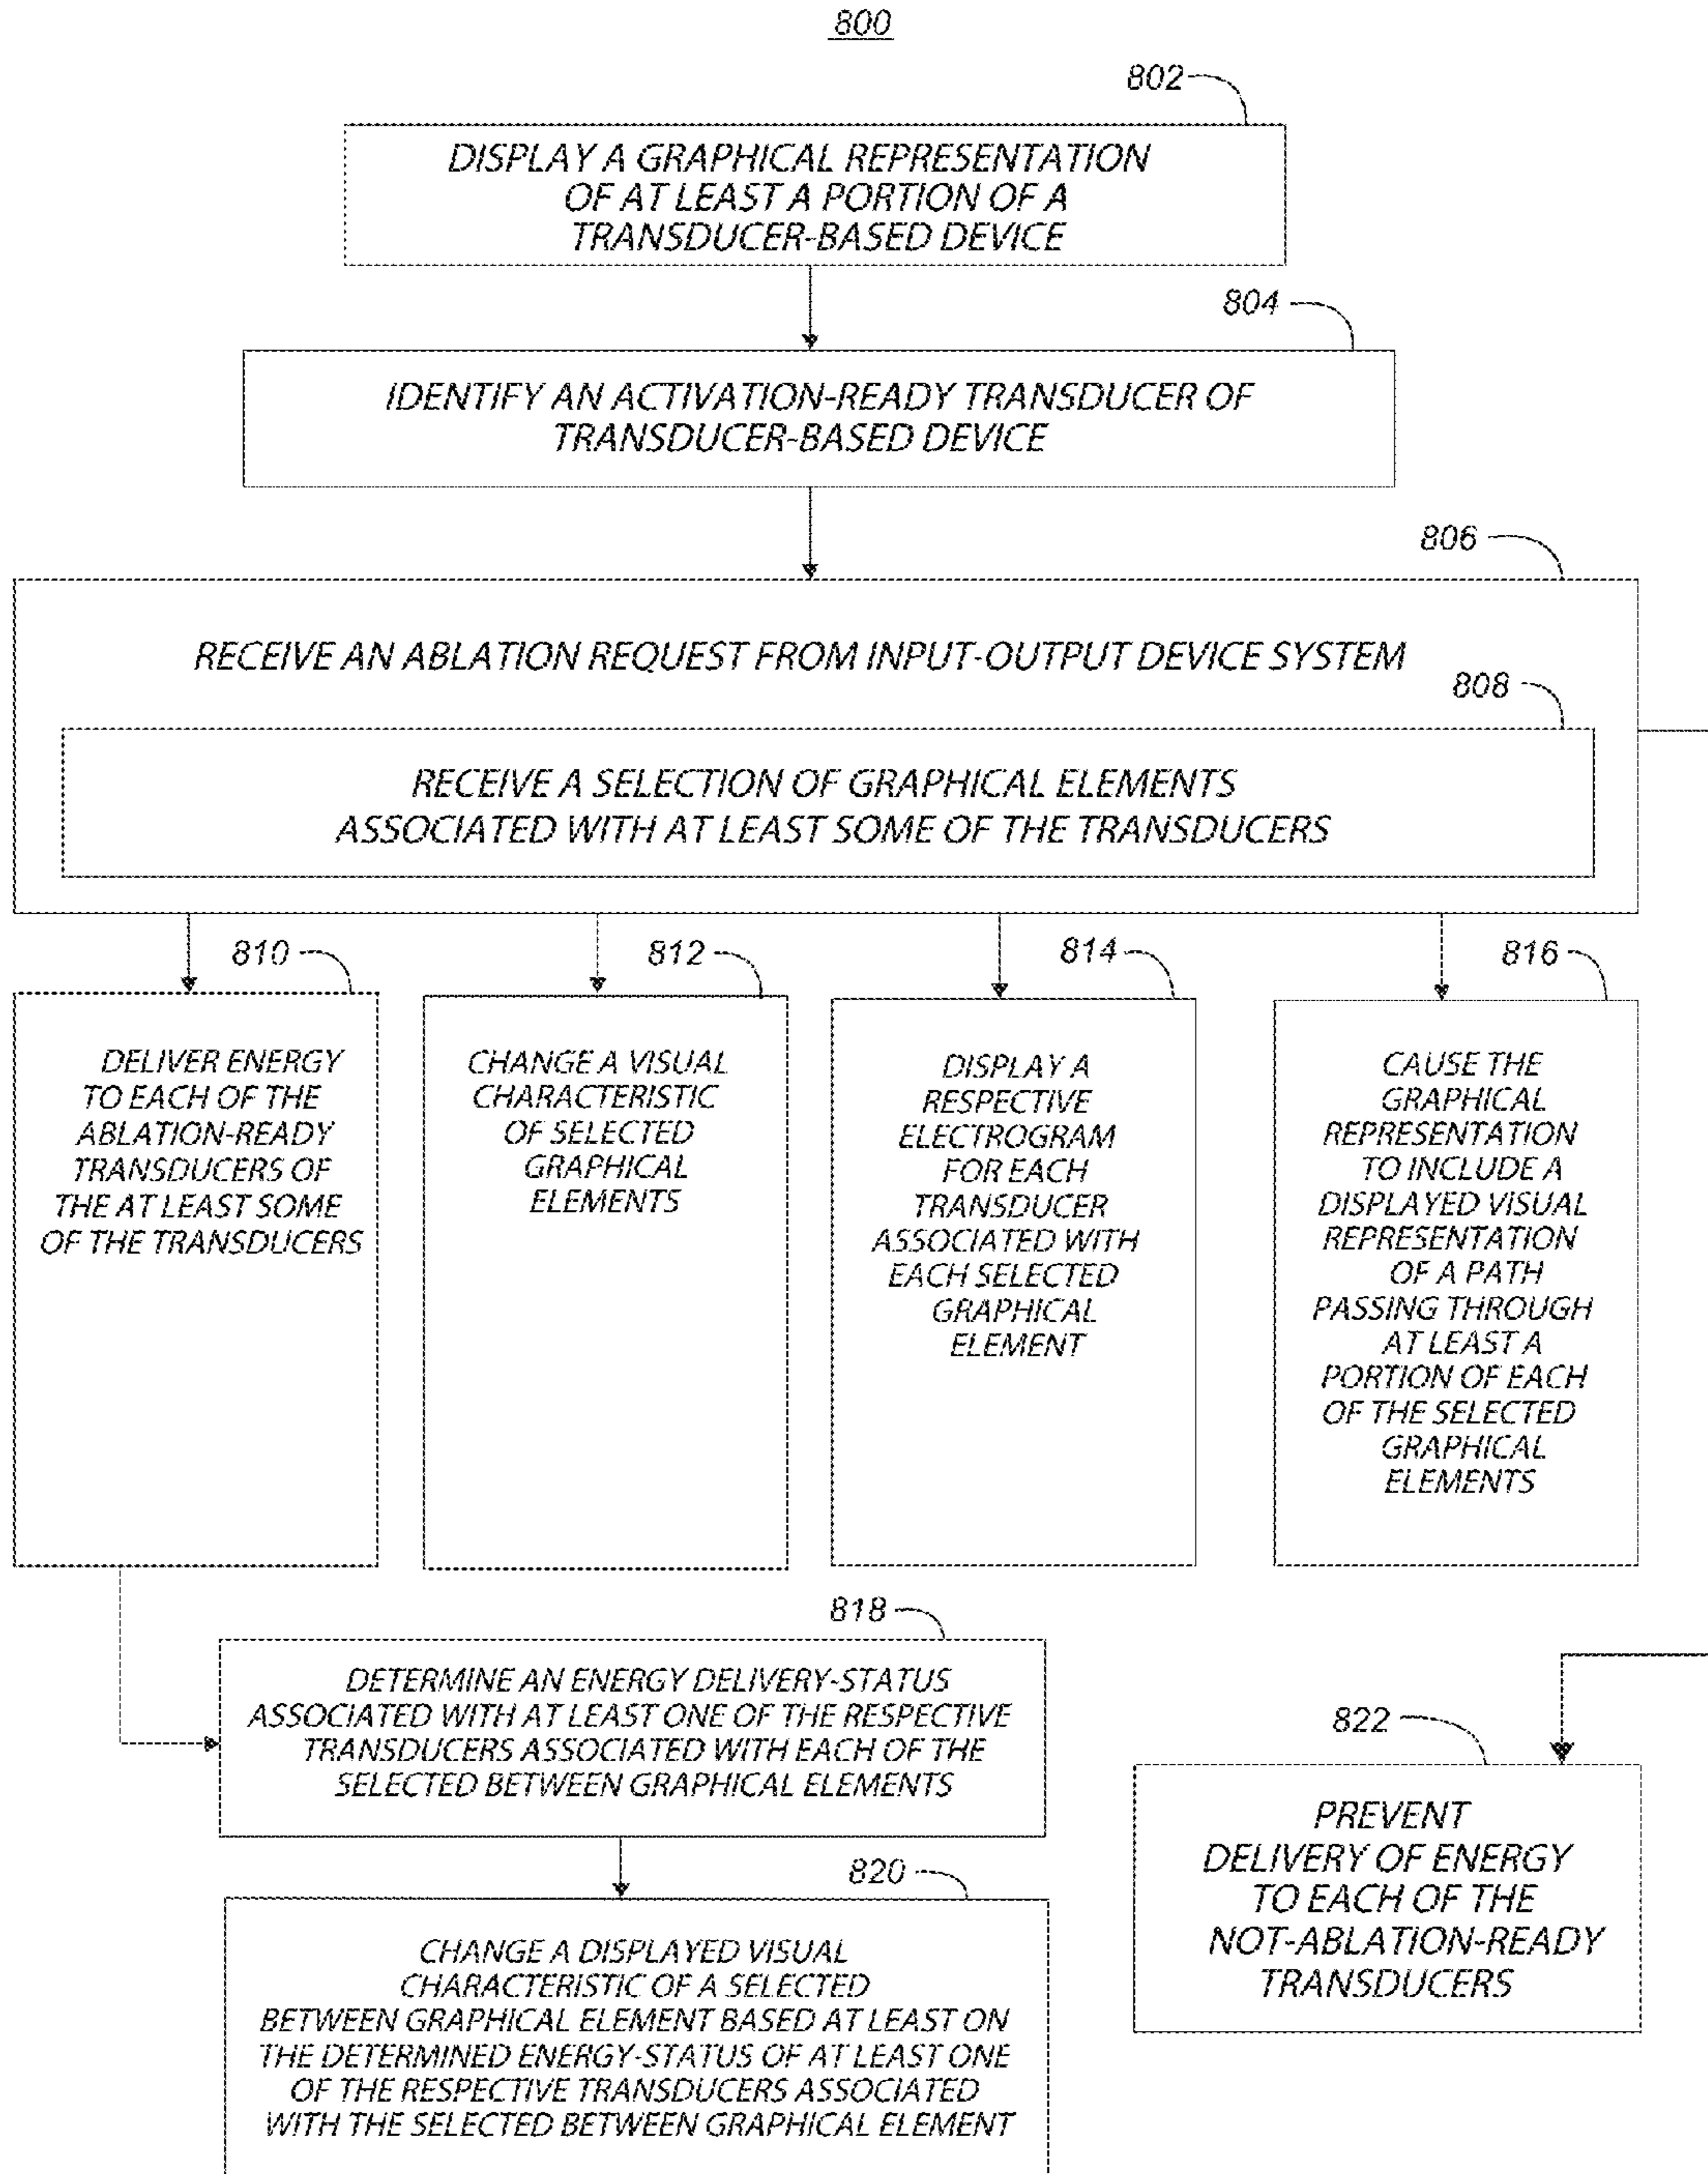 800
802
DISPLAY A GRAPHICAL REPRESENTATION
OF AT LEAST A PORTION OF A
TRANSDUCER-BASED DEVICE
804
IDENTIFY AN ACTIVATION-READY TRANSDUCER OF
TRANSDUCER-BASED DEVICE
806
RECEIVE AN ABLATION REQUEST FROM INPUT-OUTPUT DEVICE SYSTEM
808
RECEIVE A SELECTION OF GRAPHICAL ELEMENTS
ASSOCIATED WITH AT LEAST SOME OF THE TRANSDUCERS
810
DELIVER ENERGY
TO EACH OF THE
ABLATION-READY
TRANSDUCERS OF
THE AT LEAST SOME
OF THE TRANSDUCERS
812
CHANGE A VISUAL
CHARACTERISTIC
OF SELECTED
GRAPHICAL
ELEMENTS
814
DISPLAY A
RESPECTIVE
ELECTROGRAM
FOR EACH
TRANSDUCER
ASSOCIATED WITH
EACH SELECTED
GRAPHICAL
ELEMENT
816
CAUSE THE
GRAPHICAL
REPRESENTATION
TO INCLUDE A
DISPLAYED VISUAL
REPRESENTATION
OF A PATH
PASSING THROUGH
AT LEAST A
PORTION OF EACH
OF THE SELECTED
GRAPHICAL
ELEMENTS
818
DETERMINE AN ENERGY DELIVERY-STATUS
ASSOCIATED WITH AT LEAST ONE OF THE RESPECTIVE
TRANSDUCERS ASSOCIATED WITH EACH OF THE
SELECTED BETWEEN GRAPHICAL ELEMENTS
820
CHANGE A DISPLAYED VISUAL
CHARACTERISTIC OF A SELECTED
BETWEEN GRAPHICAL ELEMENT BASED AT LEAST ON
THE DETERMINED ENERGY-STATUS OF AT LEAST ONE
OF THE RESPECTIVE TRANSDUCERS ASSOCIATED
WITH THE SELECTED BETWEEN GRAPHICAL ELEMENT
822
PREVENT
DELIVERY OF ENERGY
TO EACH OF THE
NOT-ABLATION-READY
TRANSDUCERS